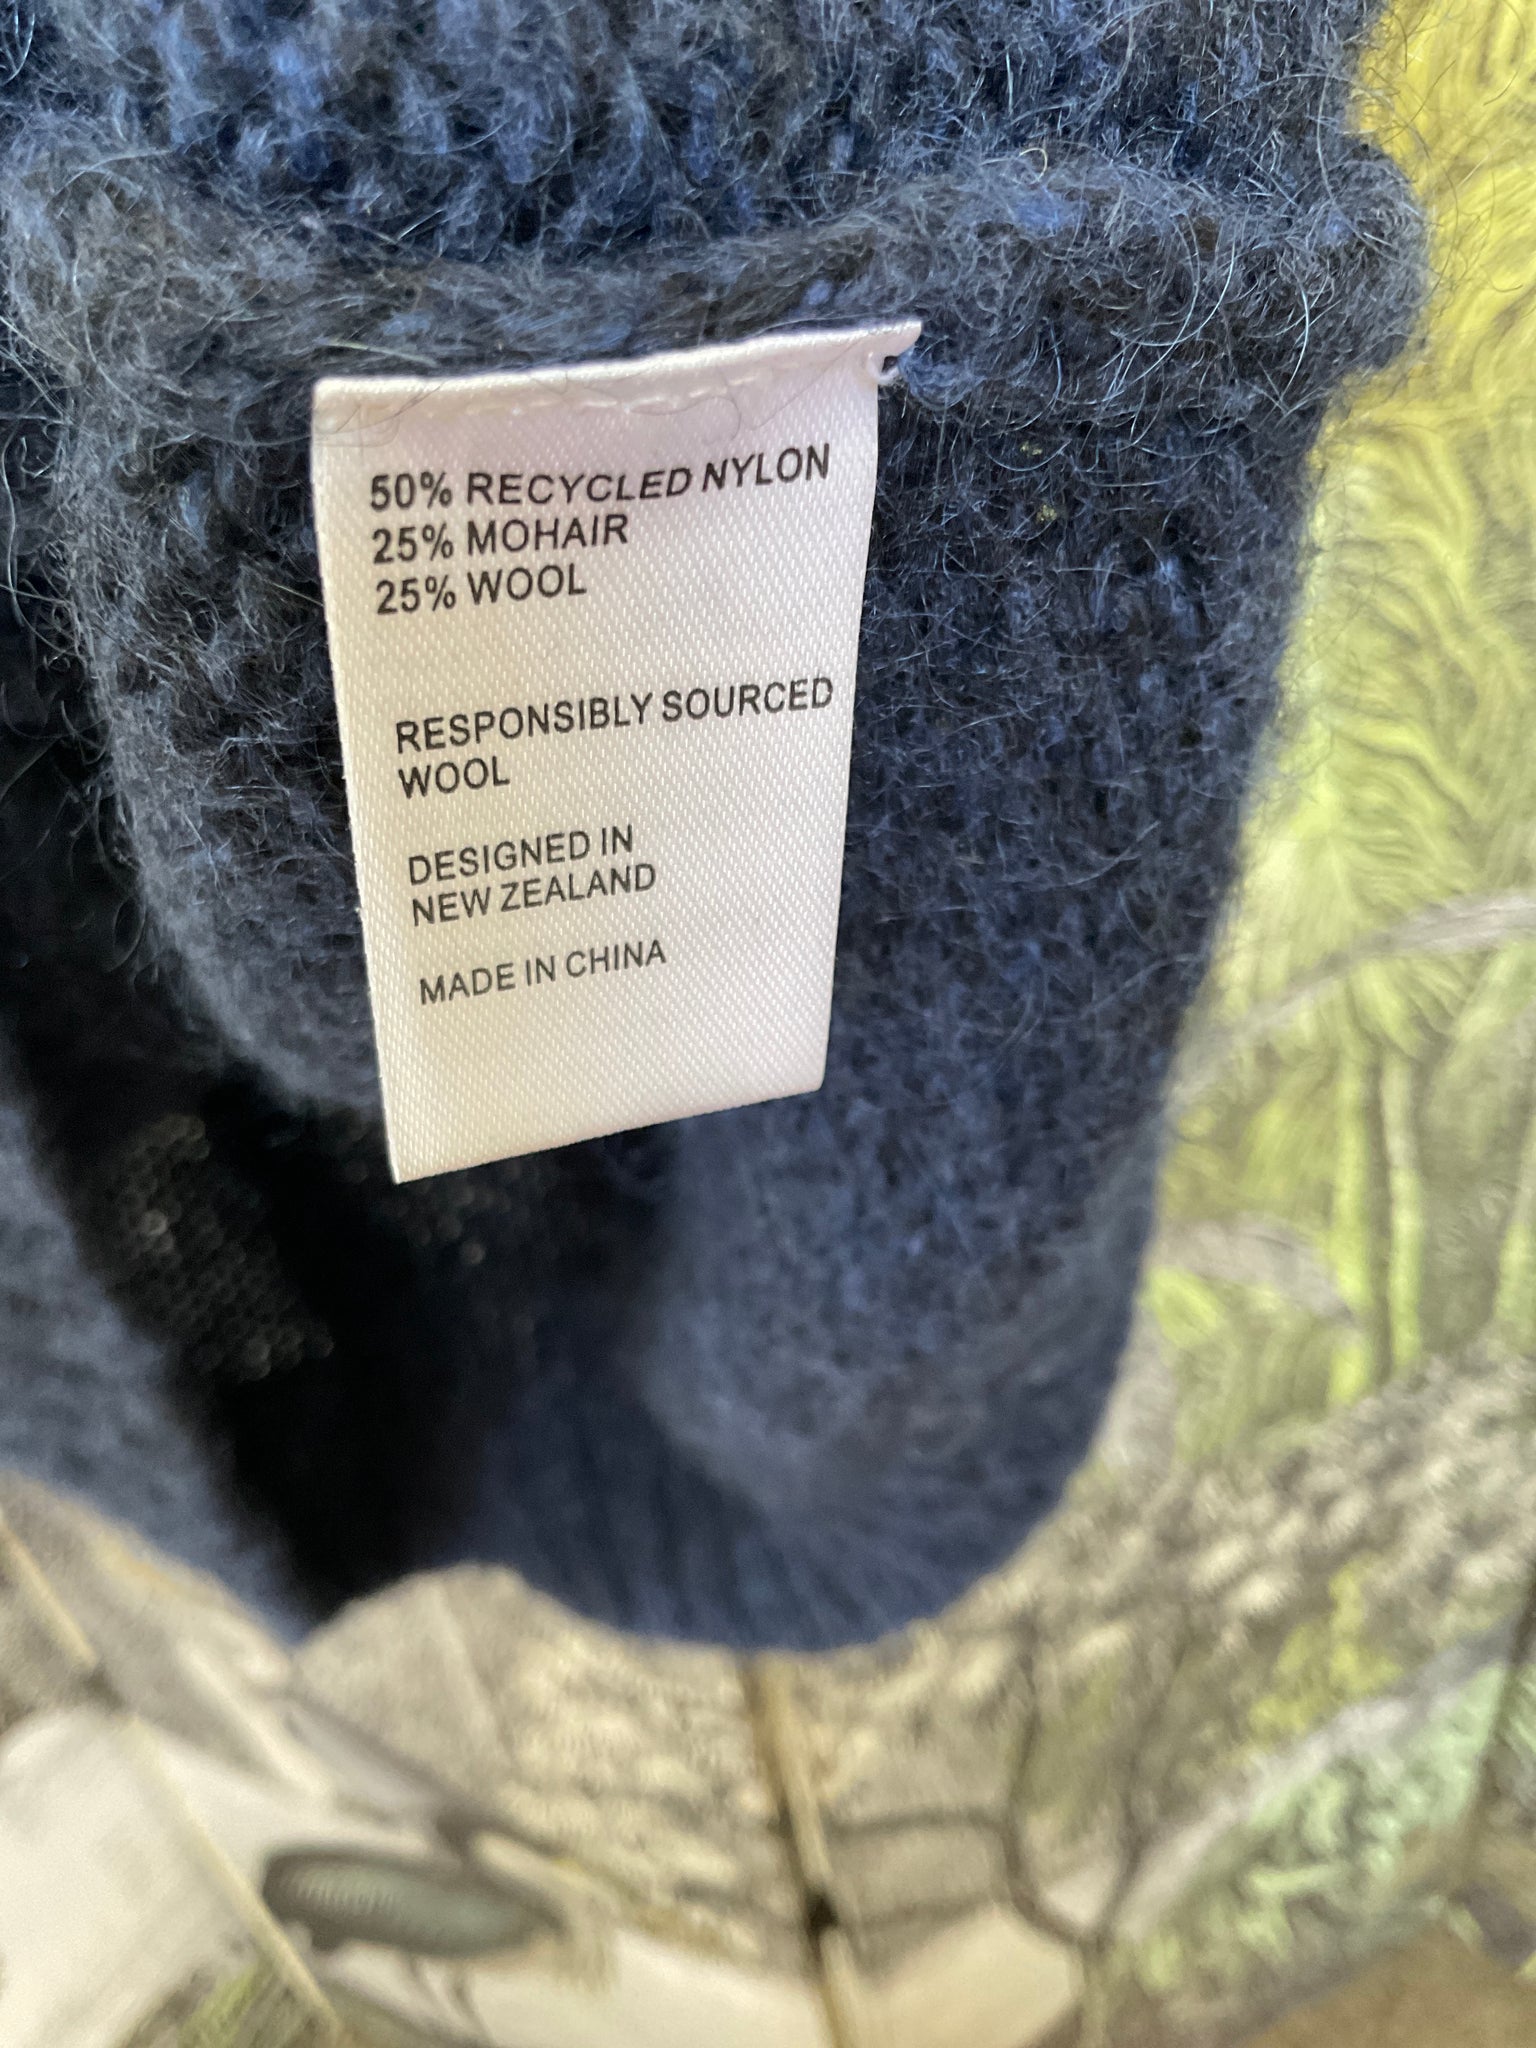 50% RECYCLED NYLON
25% MOHAIR
25% WOOL
RESPONSIBLY SOURCED
WOOL
DESIGNED IN
NEW ZEALAND
MADE IN CHINA